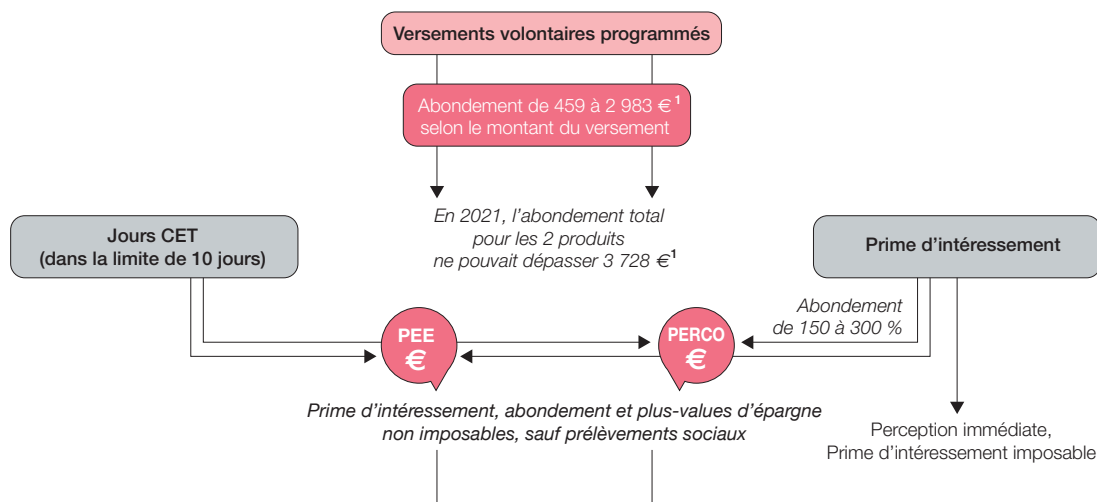 Versements volontaires programmés
Abondement de 459 à 2 983 €¹
selon le montant du versement
En 2021, l'abondement total
pour les 2 produits
ne pouvait dépasser 3 728 €¹
Jours CET
(dans la limite de 10 jours)
Prime d'intéressement
Abondement
de 150 à 300 %
PEE
€
PERCO
€
Prime d'intéressement, abondement et plus-values d'épargne
non imposables, sauf prélèvements sociaux
Perception immédiate,
Prime d'intéressement imposable